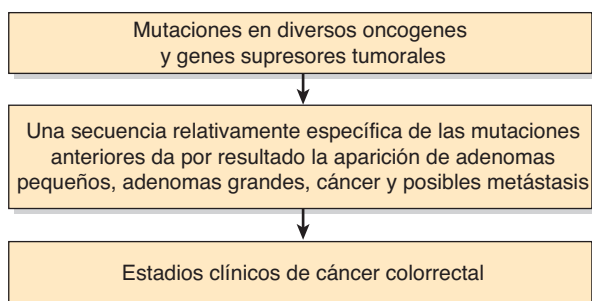 Mutaciones en diversos oncogenes
y genes supresores tumorales
Una secuencia relativamente específica de las mutaciones
anteriores da por resultado la aparición de adenomas
pequeños, adenomas grandes, cáncer y posibles metástasis
Estadios clínicos de cáncer colorrectal